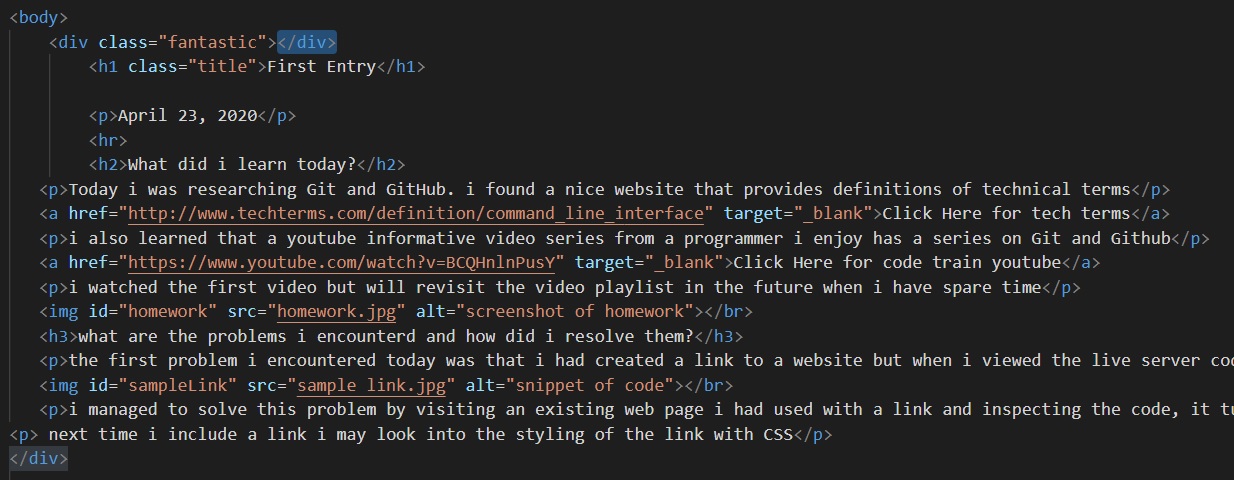 <body>
<div class="fantastic"></div>
<h1 class="title">First Entry</h1>
<p>April 23, 2020</p>
<hr>
<h2>What did i learn today?</h2>
<p>Today i was researching Git and GitHub. i found a nice website that provides definitions of technical terms</p>
<a href="http://www.techterms.com/definition/command_line_interface" target="_blank">Click Here for tech terms</a>
<p>i also learned that a youtube informative video series from a programmer i enjoy has a series on Git and Github</p>
<a href="https://www.youtube.com/watch?v=BCQHnlnPusY" target="_blank">Click Here for code train youtube</a>
<p>i watched the first video but will revisit the video playlist in the future when i have spare time</p>
<img id="homework" src="homework.jpg" alt="screenshot of homework"></br>
<h3>what are the problems i encounterd and how did i resolve them?</h3>
<p>the first problem i encountered today was that i had created a link to a website but when i viewed the live server
<img id="sampleLink" src="sample link.jpg" alt="snippet of code"></br>
<p>i managed to solve this problem by visiting an existing web page i had used with a link and inspecting the code, it
<p> next time i include a link i may look into the styling of the link with CSS</p>
</div>